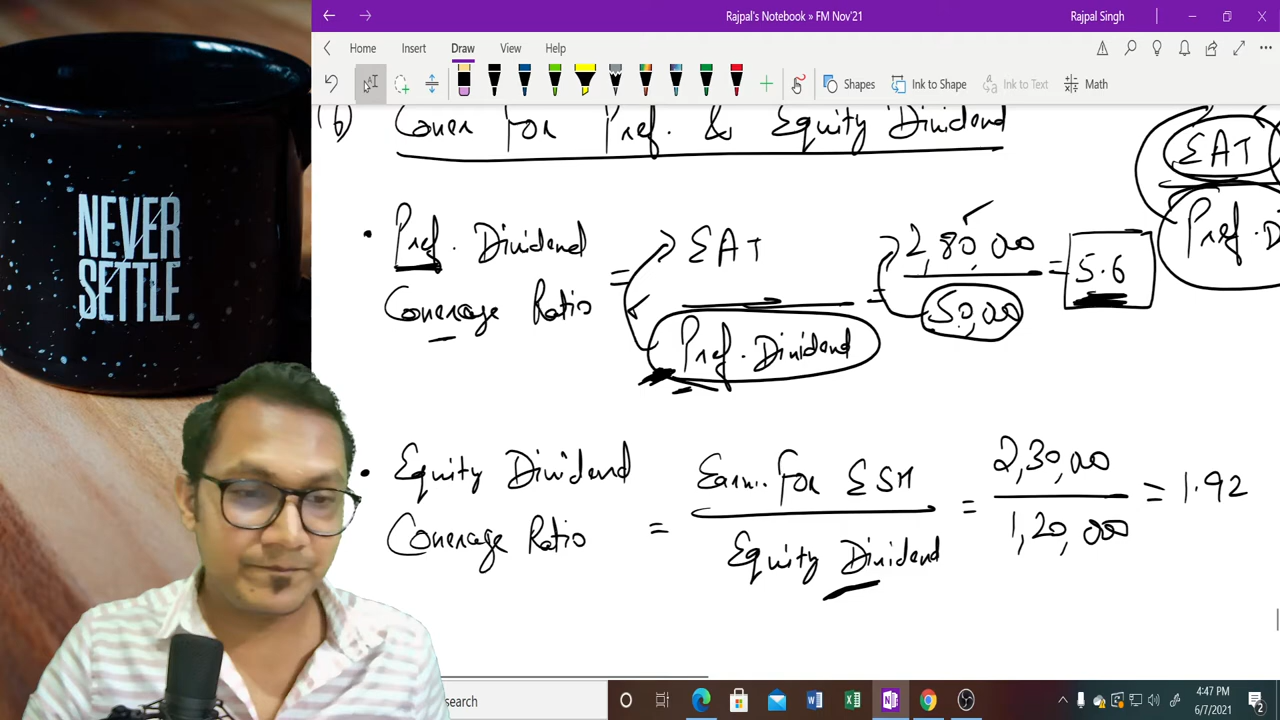 Rajpal's Notebook » FM Nov'21
Rajpal Singh
Home Insert Draw View Help
Shapes Ink to Shape Ink to Text Math
(b) Cover For Pref. & Equity Dividend
EAT
Pref. D
• Pref. Dividend Coverage Ratio = EAT / Pref. Dividend = 2,80,000 / 50,000 = 5.6
• Equity Dividend Coverage Ratio = Earn. For ESH / Equity Dividend = 2,30,000 / 1,20,000 = 1.92
NEVER
SETTLE
search
4:47 PM
6/7/2021
2